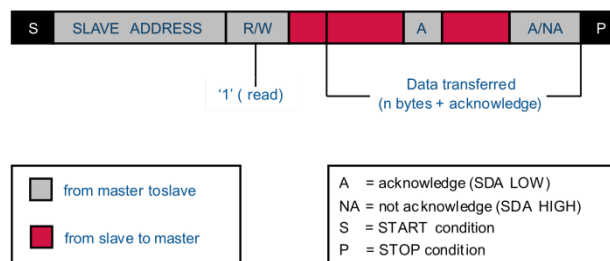 S SLAVE ADDRESS R/W A A/NA P
'1' ( read)
Data transferred
(n bytes + acknowledge)
from master toslave
from slave to master
A = acknowledge (SDA LOW)
NA = not acknowledge (SDA HIGH)
S = START condition
P = STOP condition